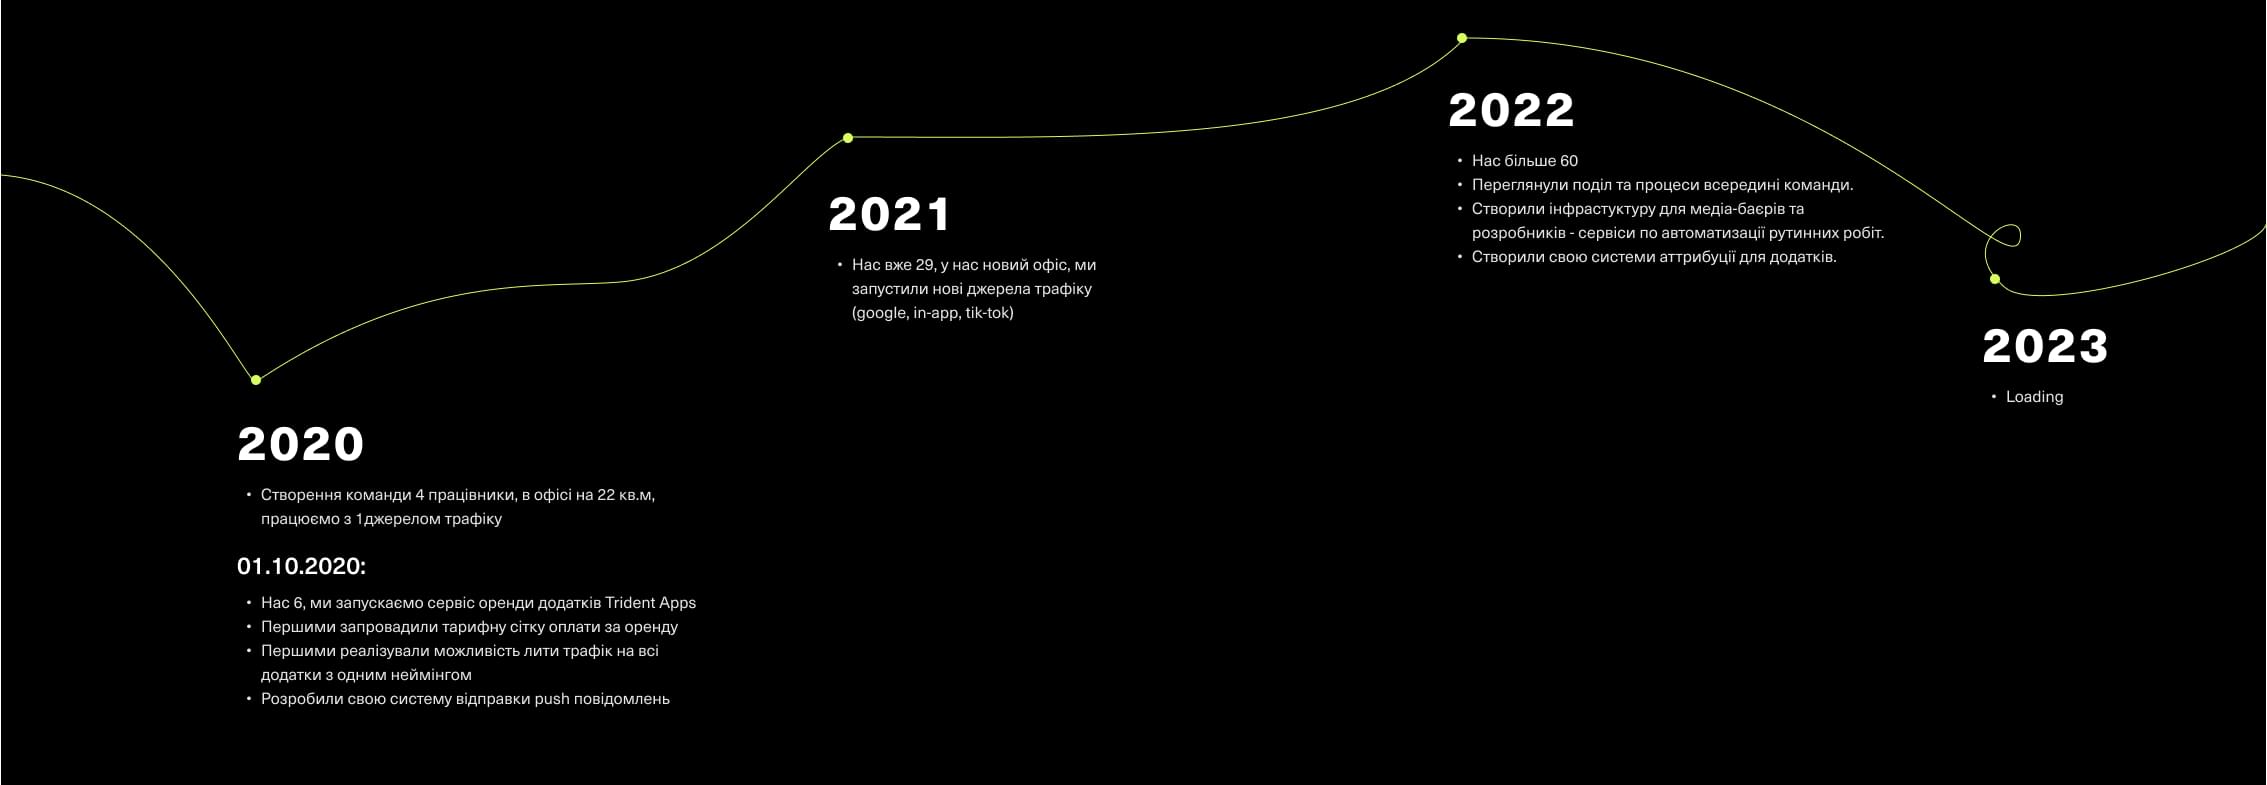 2020
• Створення команди 4 працівники, в офісі на 22 кв.м,
працюємо з 1джерелом трафіку
01.10.2020:
• Нас 6, ми запускаємо сервіс оренди додатків Trident Apps
• Першими запровадили тарифну сітку оплати за оренду
• Першими реалізували можливість лити трафік на всі
додатки з одним неймінгом
• Розробили свою систему відправки push повідомлень
2021
• Нас вже 29, у нас новий офіс, ми
запустили нові джерела трафіку
(google, in-app, tik-tok)
2022
• Нас більше 60
• Переглянули поділ та процеси всередині команди.
• Створили інфрастуктуру для медіа-баєрів та
розробників - сервіси по автоматизації рутинних робіт.
• Створили свою системи аттрибуції для додатків.
2023
• Loading